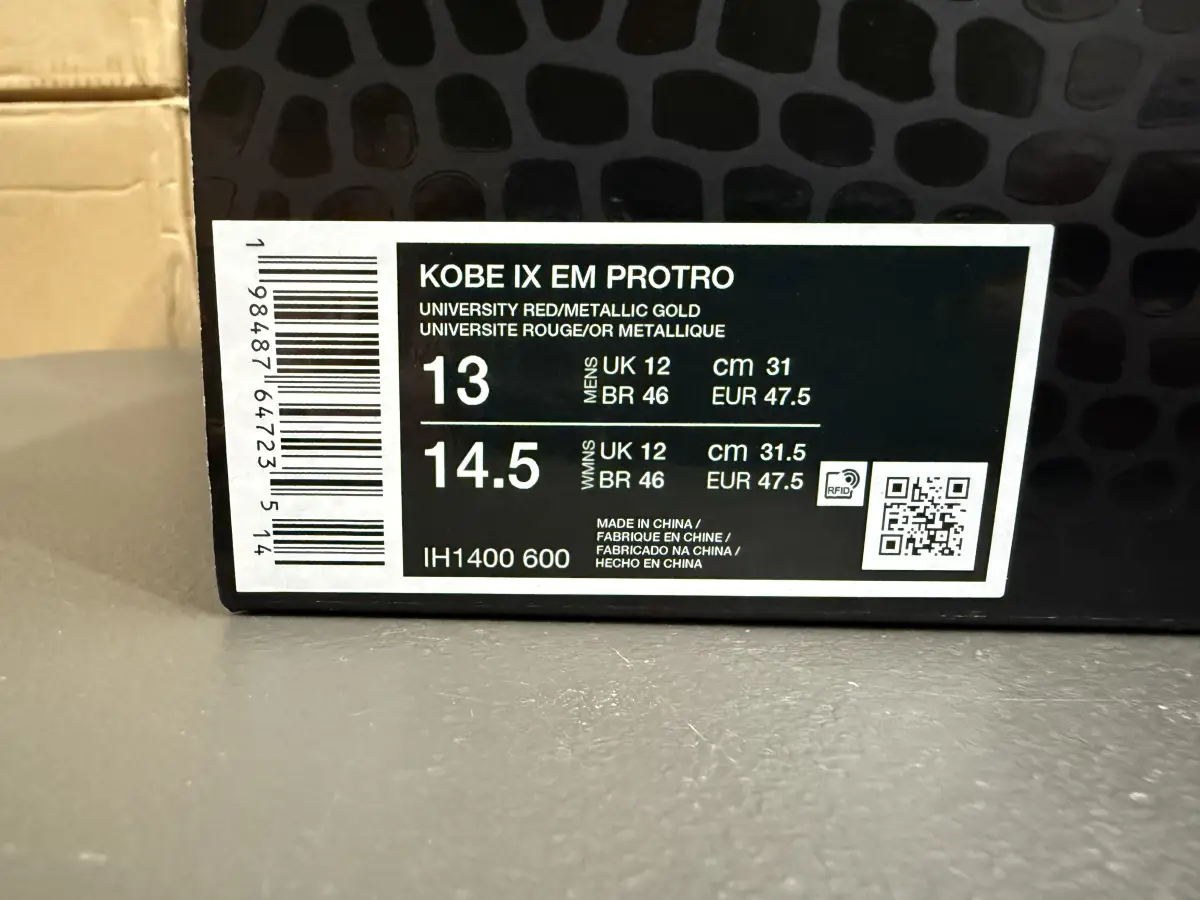 KOBE IX EM PROTRO
UNIVERSITY RED/METALLIC GOLD
UNIVERSITE ROUGE/OR METALLIQUE
13 MENS UK 12 cm 31
BR 46 EUR 47.5
14.5 WMNS UK 12 cm 31.5
BR 46 EUR 47.5
RFID
IH1400 600
MADE IN CHINA /
FABRIQUE EN CHINE /
FABRICADO NA CHINA /
HECHO EN CHINA
1 98487 64723 5 14